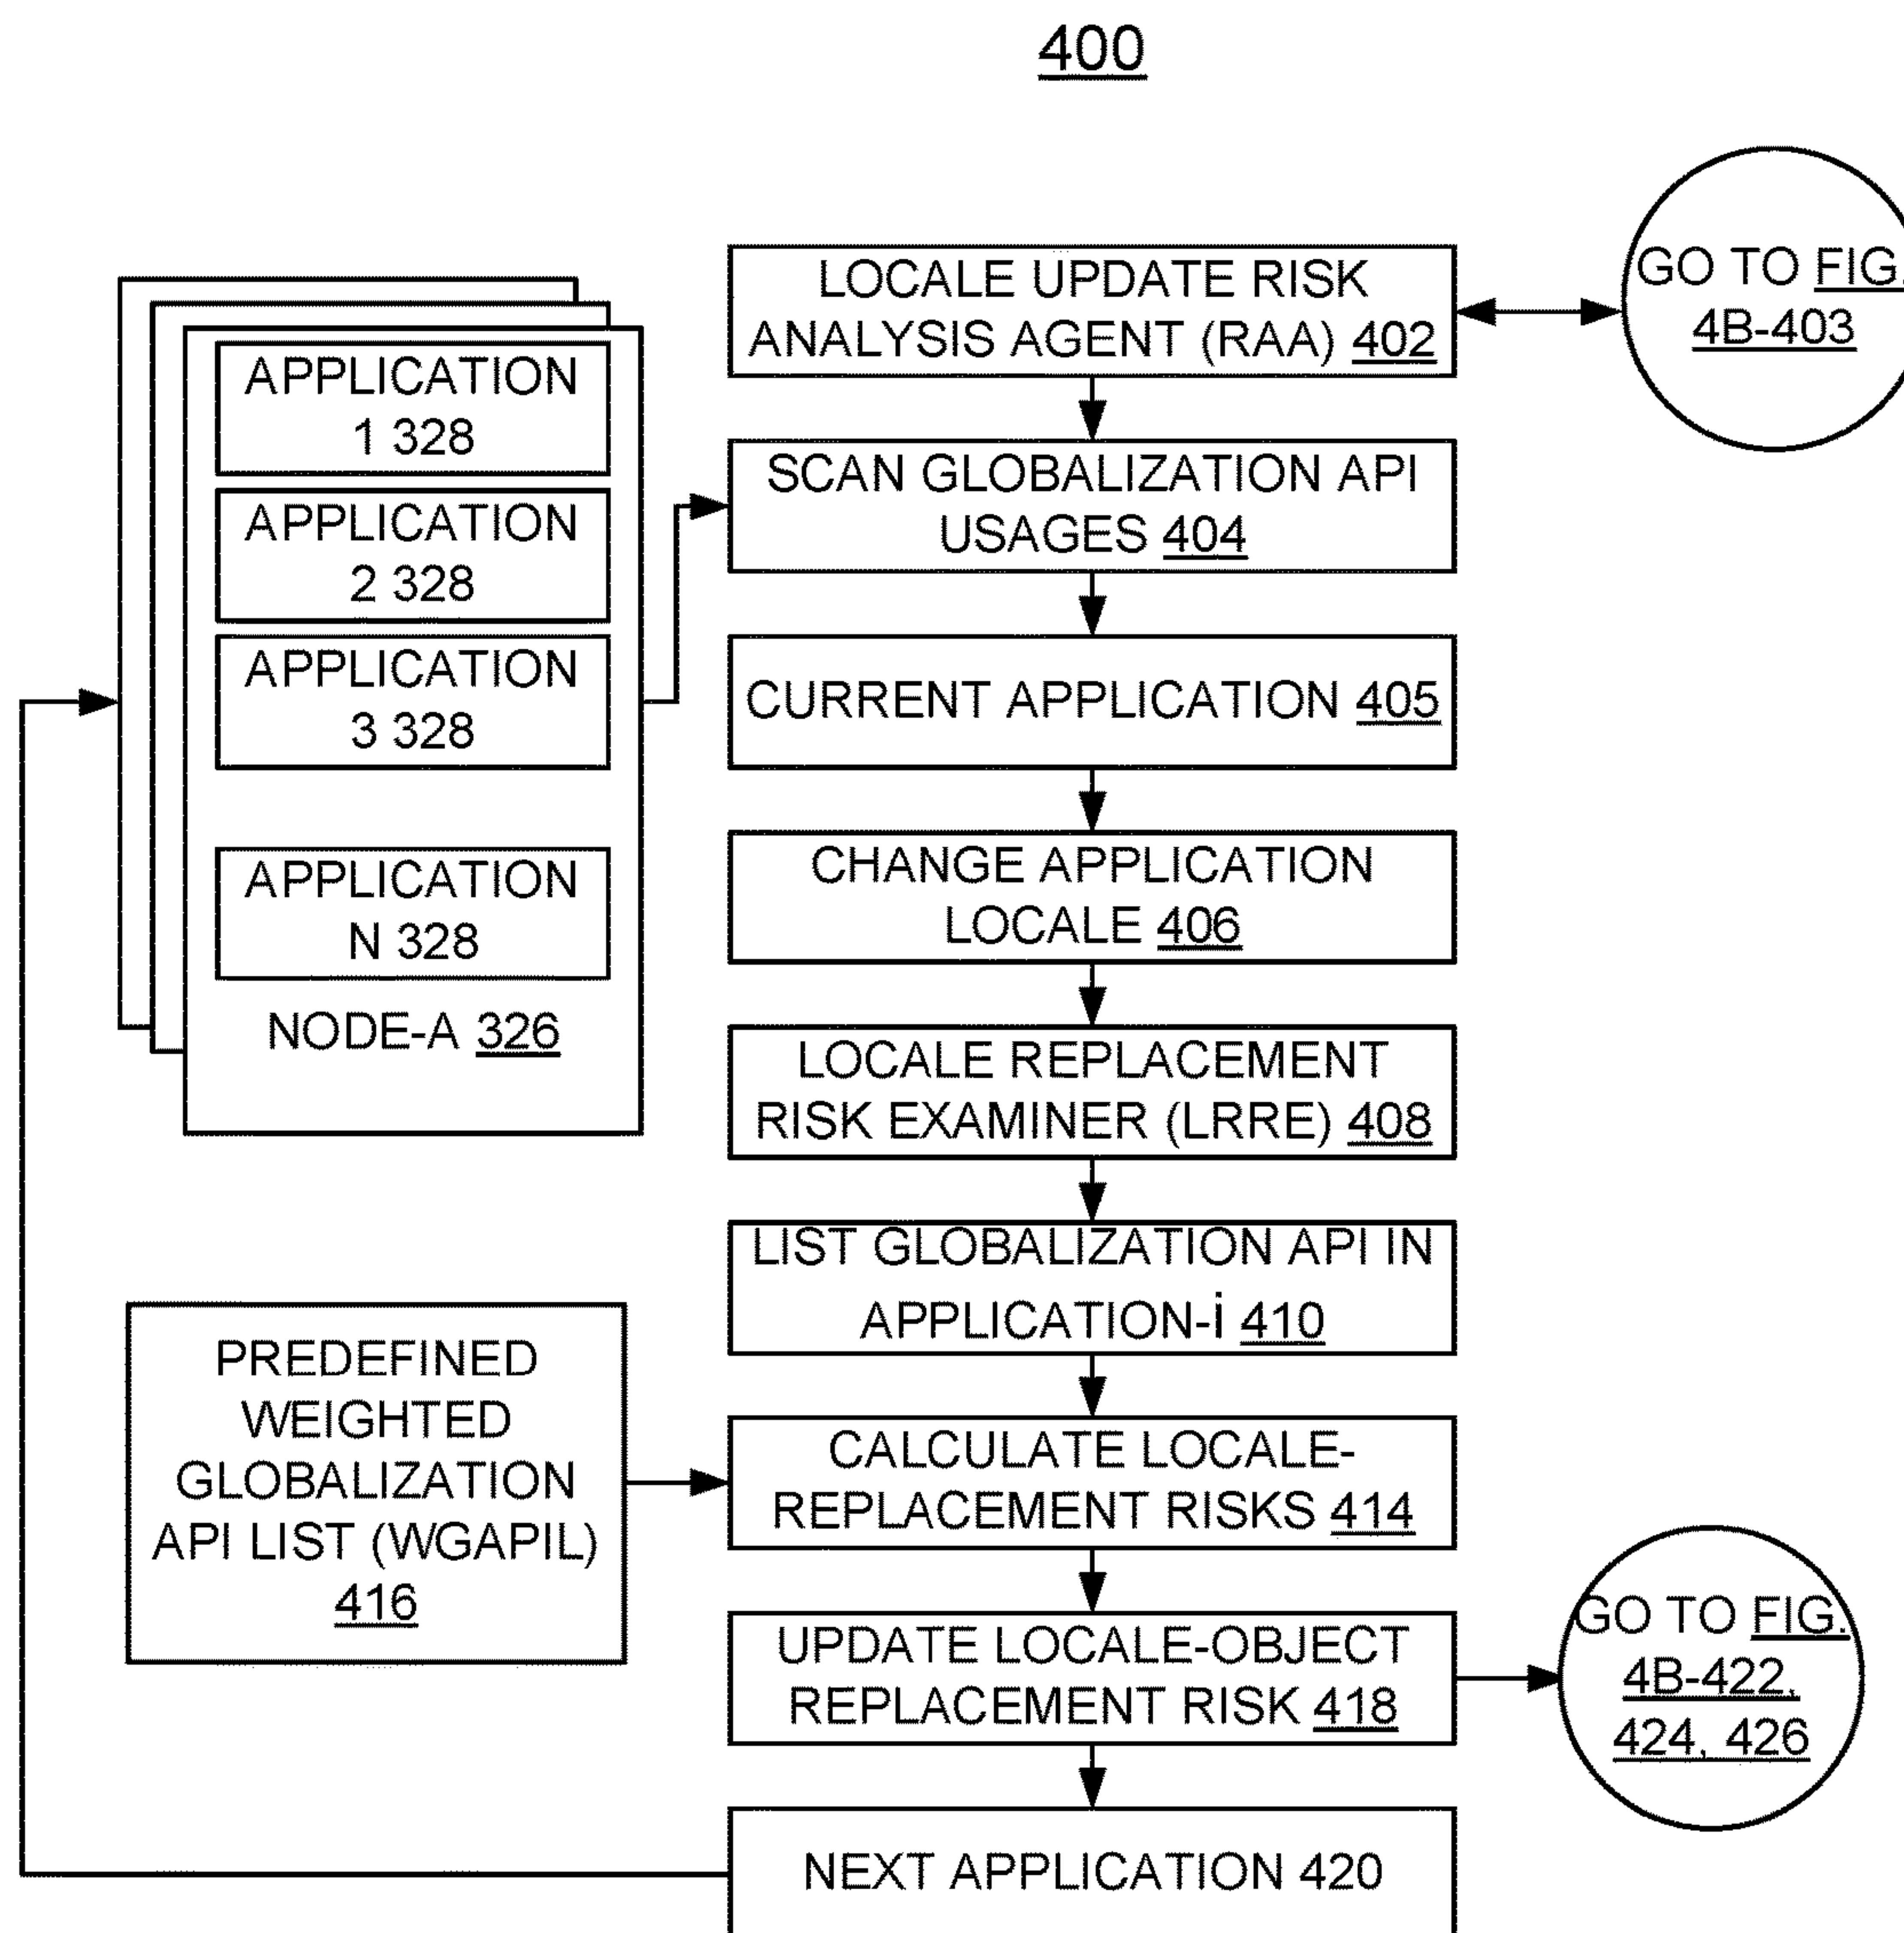 400
LOCALE UPDATE RISK
ANALYSIS AGENT (RAA) 402
GO TO FIG.
4B-403
APPLICATION
1 328
APPLICATION
2 328
APPLICATION
3 328
APPLICATION
N 328
NODE-A 326
SCAN GLOBALIZATION API
USAGES 404
CURRENT APPLICATION 405
CHANGE APPLICATION
LOCALE 406
LOCALE REPLACEMENT
RISK EXAMINER (LRRE) 408
LIST GLOBALIZATION API IN
APPLICATION-i 410
PREDEFINED
WEIGHTED
GLOBALIZATION
API LIST (WGAPIL)
416
CALCULATE LOCALE-
REPLACEMENT RISKS 414
UPDATE LOCALE-OBJECT
REPLACEMENT RISK 418
GO TO FIG.
4B-422,
424, 426
NEXT APPLICATION 420